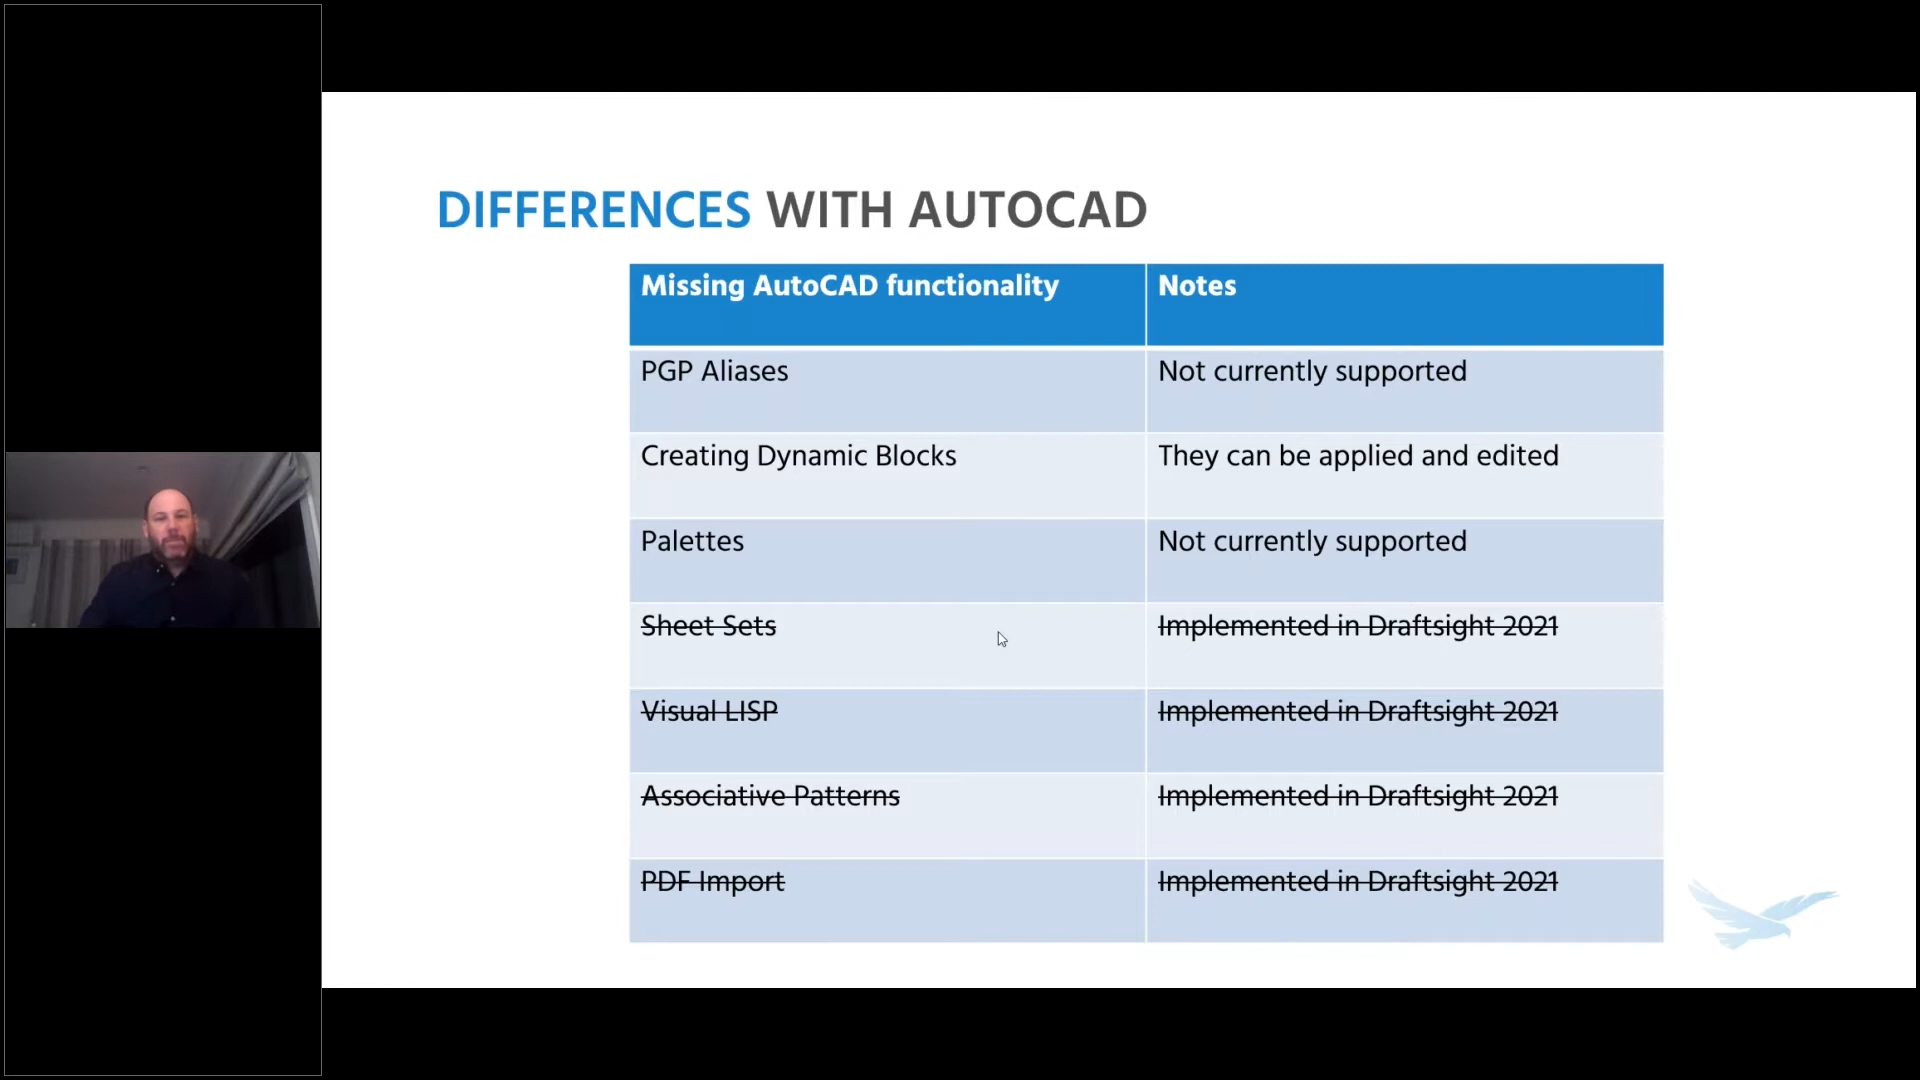 DIFFERENCES WITH AUTOCAD
Missing AutoCAD functionality
Notes
PGP Aliases
Not currently supported
Creating Dynamic Blocks
They can be applied and edited
Palettes
Not currently supported
Sheet Sets
Implemented in Draftsight 2021
Visual LISP
Implemented in Draftsight 2021
Associative Patterns
Implemented in Draftsight 2021
PDF Import
Implemented in Draftsight 2021